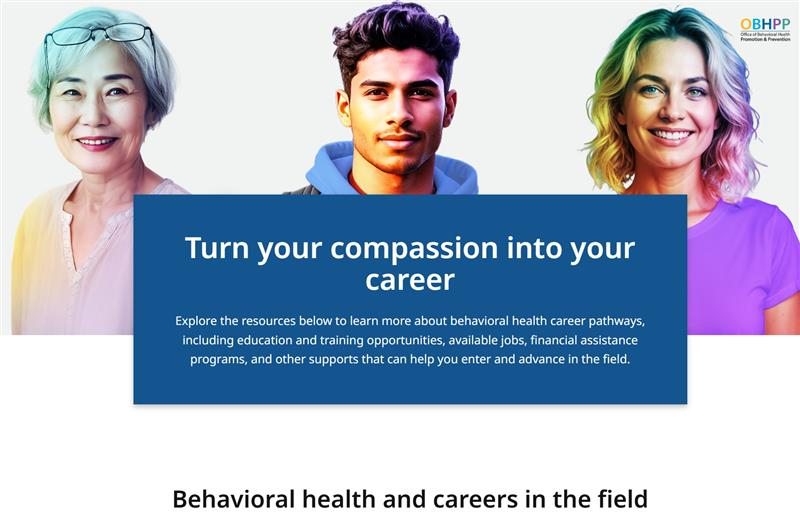 OBHPP
Office of Behavioral Health
Promotion & Prevention
Turn your compassion into your
career
Explore the resources below to learn more about behavioral health career pathways,
including education and training opportunities, available jobs, financial assistance
programs, and other supports that can help you enter and advance in the field.
Behavioral health and careers in the field